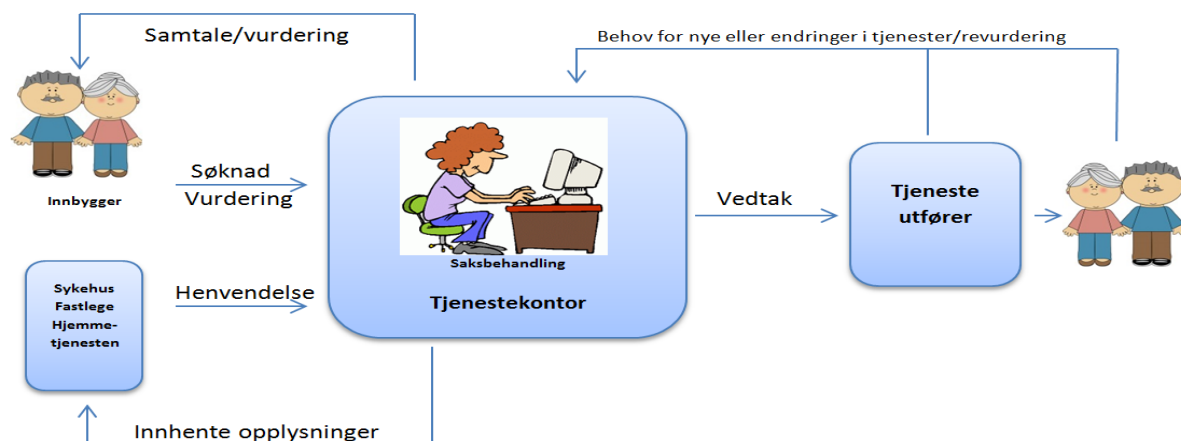 Samtale/vurdering
Behov for nye eller endringer i tjenester/revurdering
Innbygger
Søknad
Vurdering
Saksbehandling
Tjenestekontor
Vedtak
Tjeneste
utfører
Sykehus
Fastlege
Hjemme-
tjenesten
Henvendelse
Innhente opplysninger